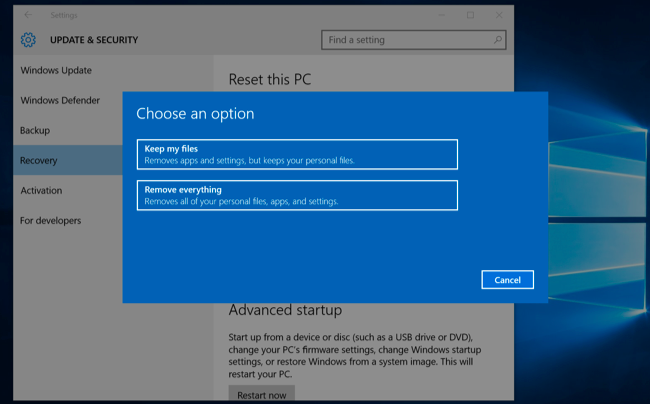 Settings
UPDATE & SECURITY
Find a setting
Windows Update
Windows Defender
Backup
Recovery
Activation
For developers
Reset this PC
Choose an option
Keep my files
Removes apps and settings, but keeps your personal files.
Remove everything
Removes all of your personal files, apps, and settings.
Cancel
Advanced startup
Start up from a device or disc (such as a USB drive or DVD),
change your PC's firmware settings, change Windows startup
settings, or restore Windows from a system image. This will
restart your PC.
Restart now